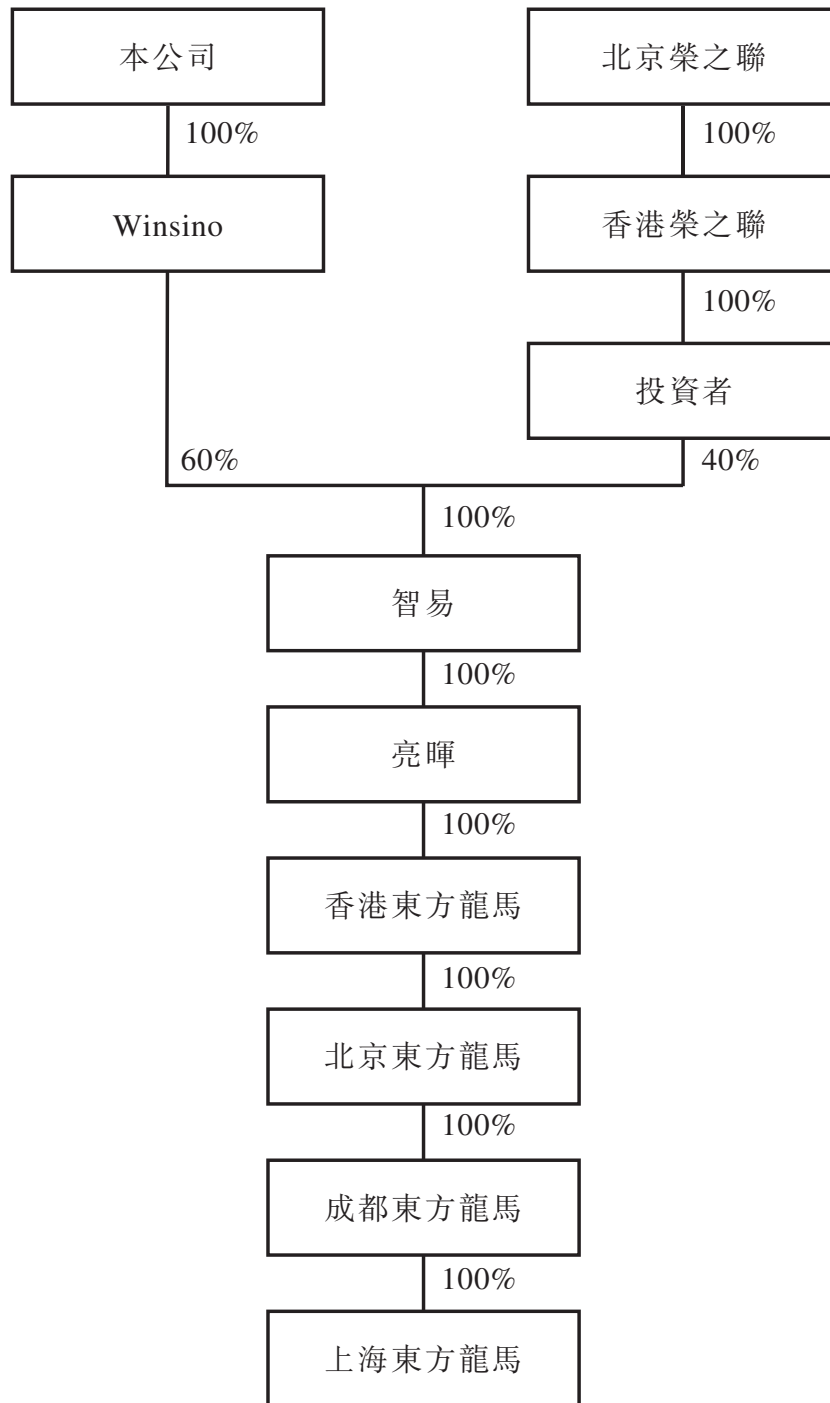 本公司
北京榮之聯
100%
100%
Winsino
香港榮之聯
100%
投資者
60%
40%
100%
智易
100%
亮暉
100%
香港東方龍馬
100%
北京東方龍馬
100%
成都東方龍馬
100%
上海東方龍馬